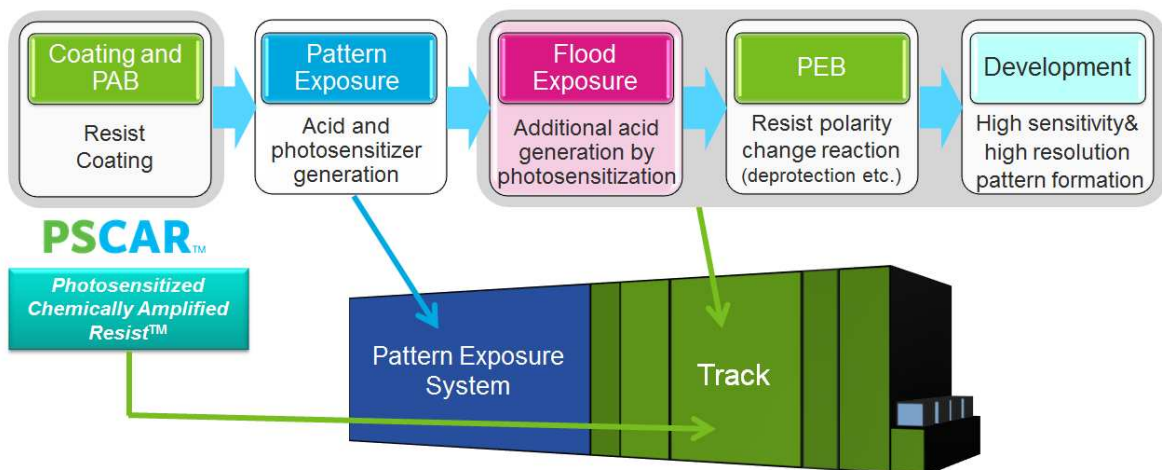 Coating and
PAB
Resist
Coating
Pattern
Exposure
Acid and
photosensitizer
generation
Flood
Exposure
Additional acid
generation by
photosensitization
PEB
Resist polarity
change reaction
(deprotection etc.)
Development
High sensitivity&
high resolution
pattern formation
PSCAR™
Photosensitized
Chemically Amplified
Resist™
Pattern Exposure
System
Track